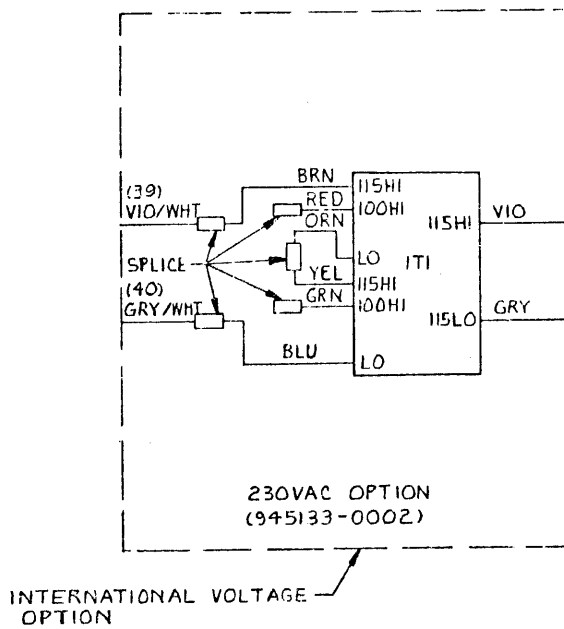 BRN
(39)
VIO/WHT
RED
ORN
115HI
100HI
115HI
VIO
SPLICE
LO
1T1
YEL
115HI
(40)
GRY/WHT
GRN
100HI
115LO
GRY
BLU
LO
230VAC OPTION
(945133-0002)
INTERNATIONAL VOLTAGE
OPTION